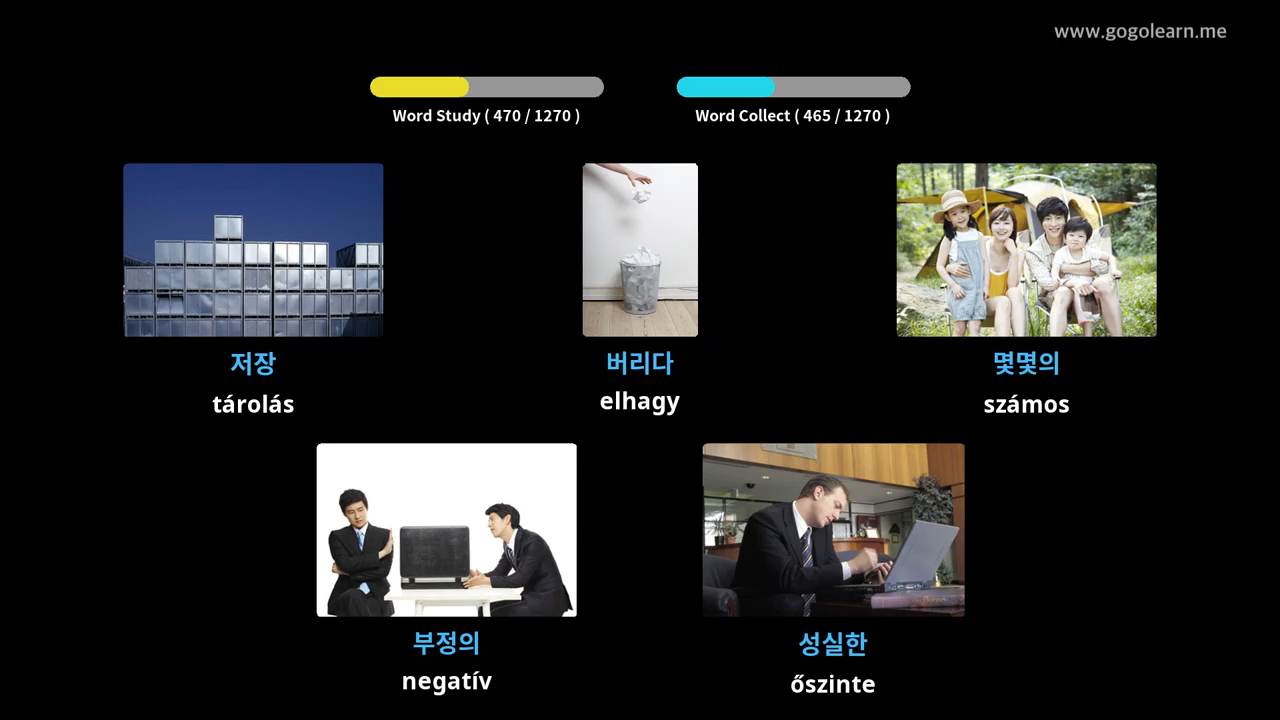 www.gogolearn.me
Word Study ( 470 / 1270 )
Word Collect ( 465 / 1270 )
저장
tárolás
버리다
elhagy
몇몇의
számos
부정의
negatív
성실한
őszinte